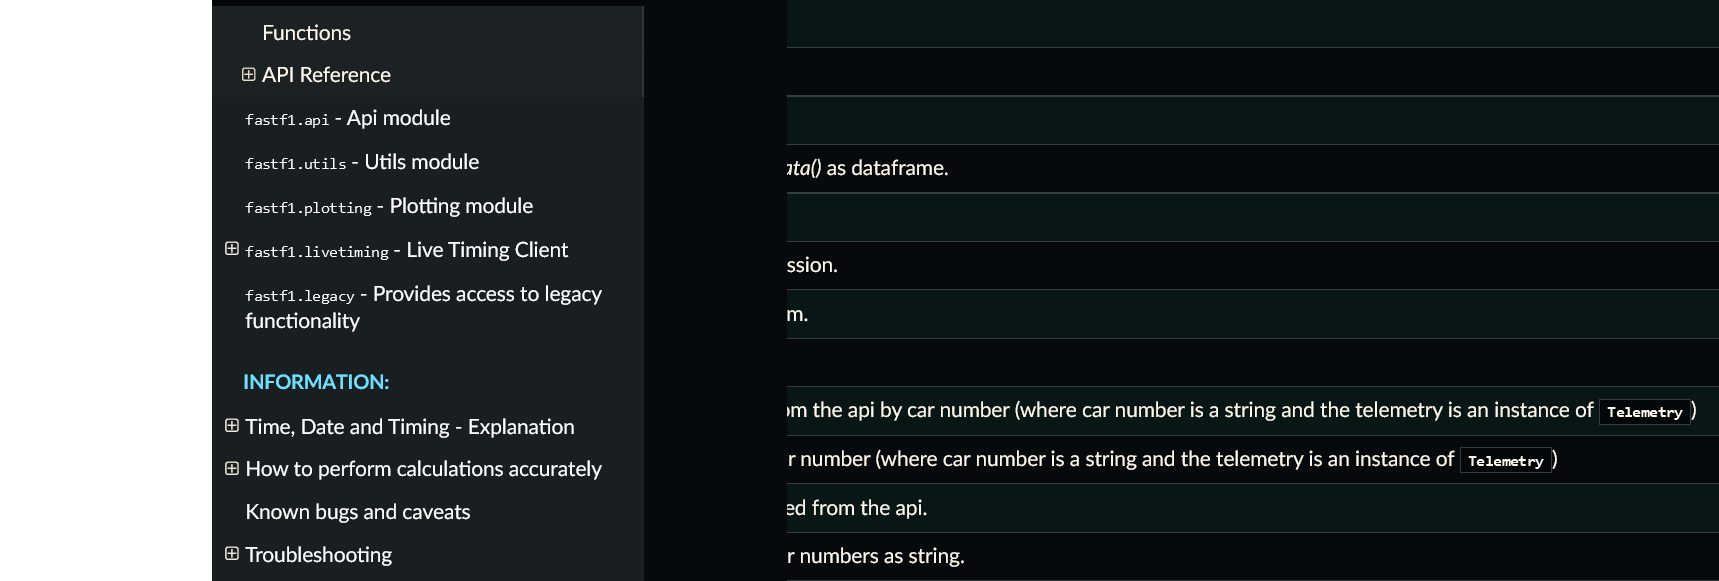 Functions
API Reference
fastf1.api - Api module
fastf1.utils - Utils module
fastf1.plotting - Plotting module
fastf1.livetiming - Live Timing Client
fastf1.legacy - Provides access to legacy
functionality
INFORMATION:
Time, Date and Timing - Explanation
How to perform calculations accurately
Known bugs and caveats
Troubleshooting
ata() as dataframe.
ssion.
m.
om the api by car number (where car number is a string and the telemetry is an instance of Telemetry)
r number (where car number is a string and the telemetry is an instance of Telemetry)
ed from the api.
r numbers as string.